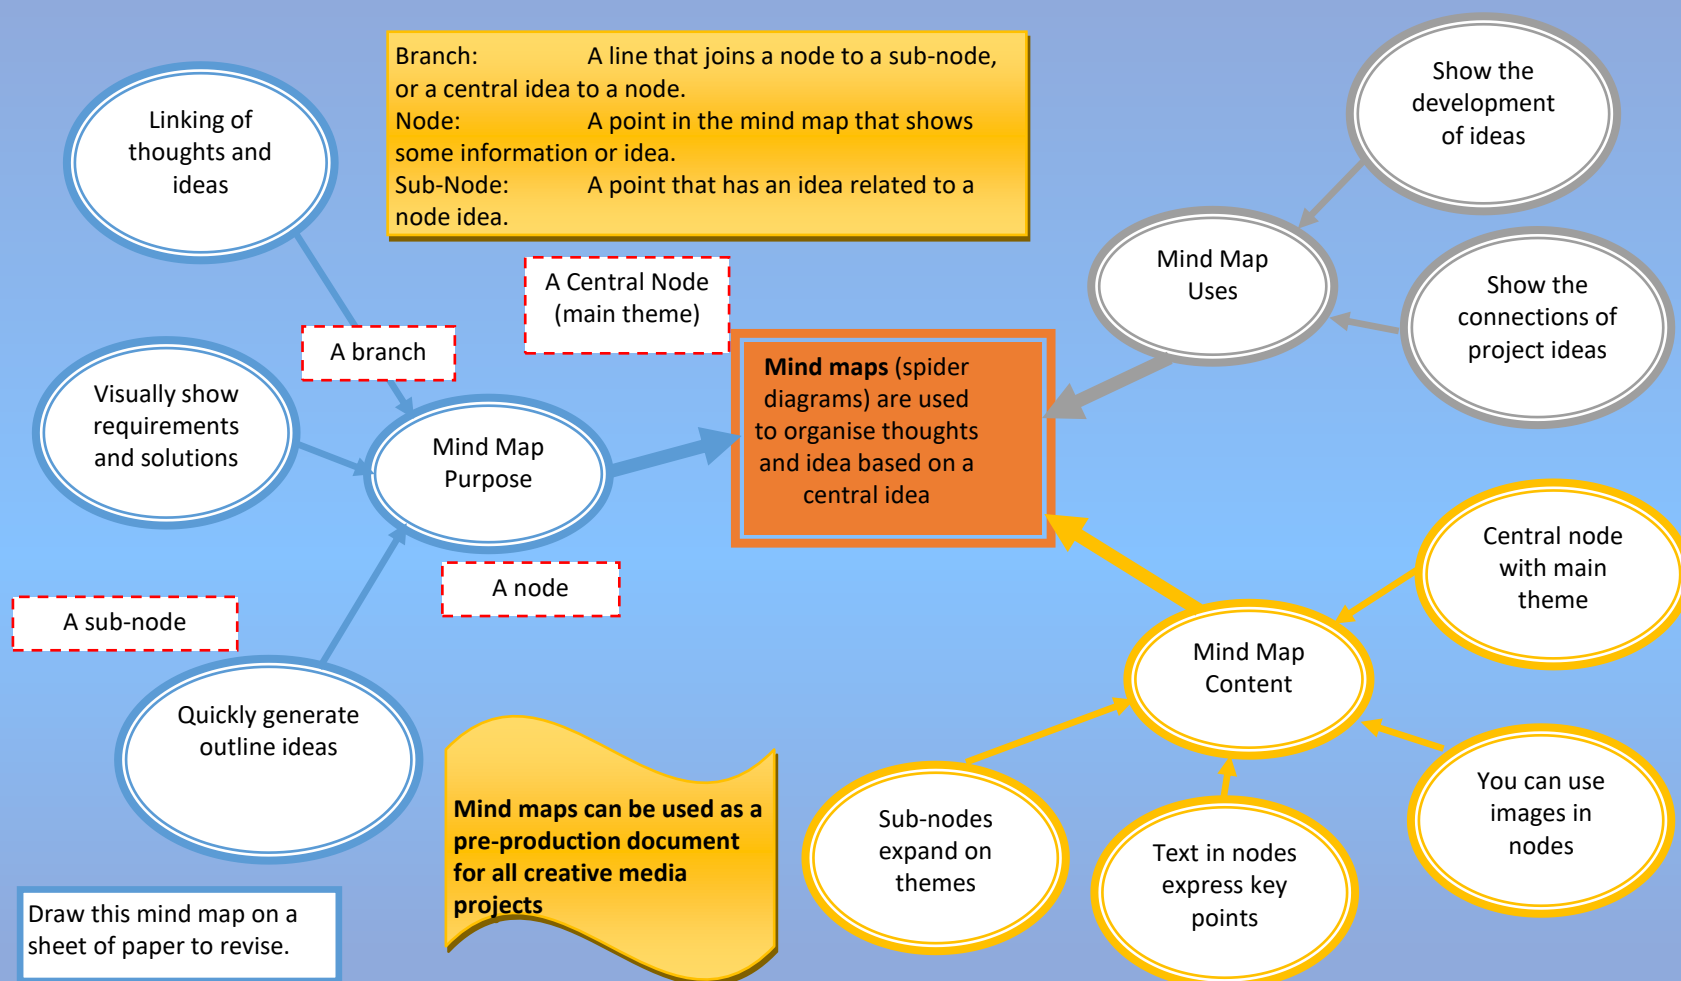 Branch: A line that joins a node to a sub-node,
or a central idea to a node.
Node: A point in the mind map that shows
some information or idea.
Sub-Node: A point that has an idea related to a
node idea.
Linking of
thoughts and
ideas
A branch
Visually show
requirements
and solutions
Mind Map
Purpose
A node
A sub-node
Quickly generate
outline ideas
Draw this mind map on a
sheet of paper to revise.
A Central Node
(main theme)
Mind maps (spider
diagrams) are used
to organise thoughts
and idea based on a
central idea
Mind maps can be used as a
pre-production document
for all creative media
projects
Show the
development
of ideas
Mind Map
Uses
Show the
connections of
project ideas
Central node
with main
theme
Mind Map
Content
You can use
images in
nodes
Sub-nodes
expand on
themes
Text in nodes
express key
points